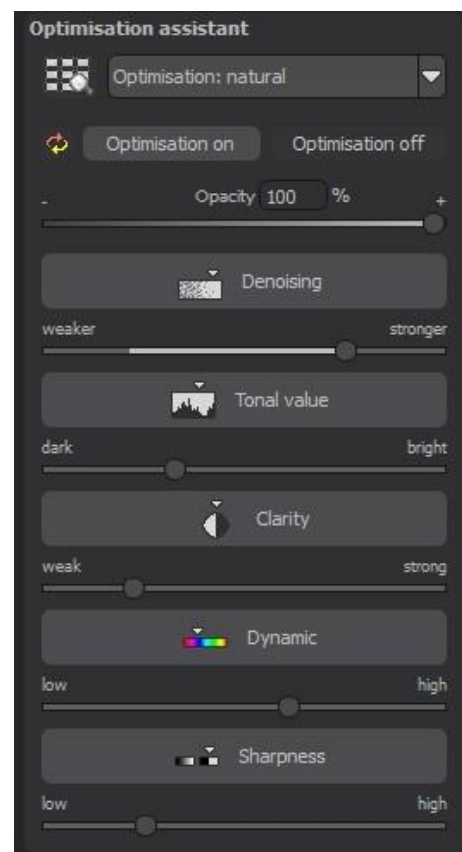 Optimisation assistant
Optimisation: natural
Optimisation on Optimisation off
- Opacity 100 % +
Denoising
weaker stronger
Tonal value
dark bright
Clarity
weak strong
Dynamic
low high
Sharpness
low high